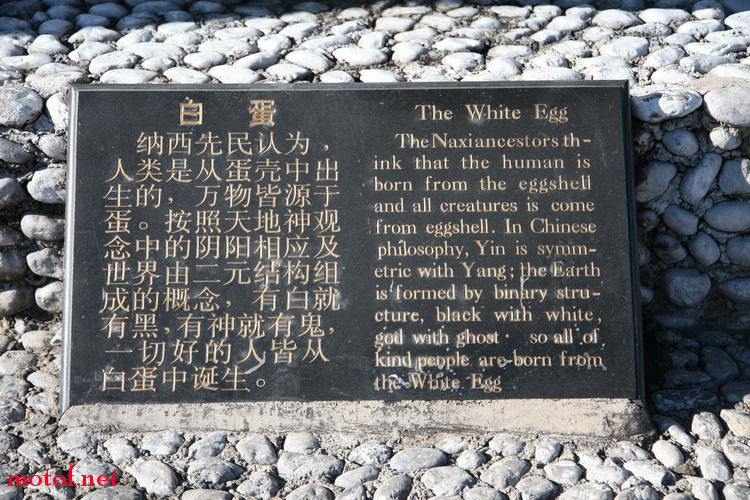 白 蛋
纳西先民认为，
人类是从蛋壳中出
生的，万物皆源于
蛋。按照天地神观
念中的阴阳相应及
世界由二元结构组
成的概念，有白就
有黑，有神就有鬼，
一切好的人皆从
白蛋中诞生。
The White Egg
The Naxiancestors th-
ink that the human is
born from the eggshell
and all creatures is come
from eggshell. In Chinese
philosophy, Yin is symm-
etric with Yang; the Earth
is formed by binary stru-
cture, black with white,
god with ghost· so all of
kind people are born from
the White Egg
motof.net